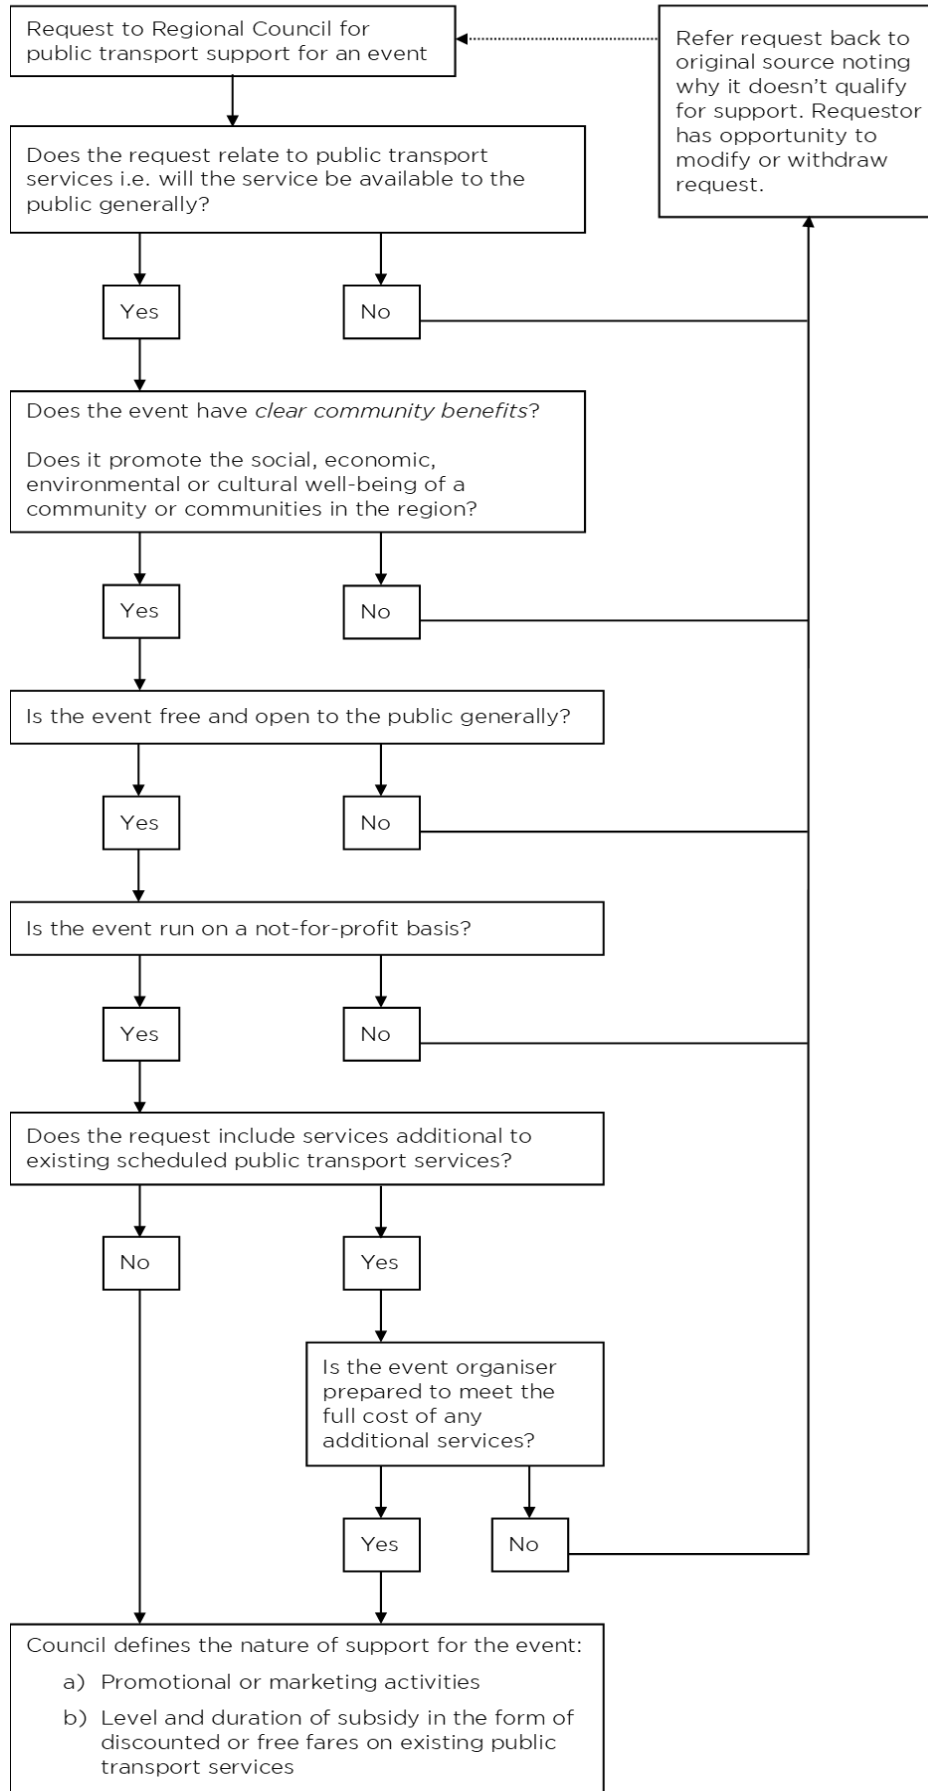 Request to Regional Council for
public transport support for an event
Refer request back to
original source noting
why it doesn’t qualify
for support. Requestor
has opportunity to
modify or withdraw
request.
Does the request relate to public transport
services i.e. will the service be available to the
public generally?
Yes
No
Does the event have clear community benefits?
Does it promote the social, economic,
environmental or cultural well-being of a
community or communities in the region?
Yes
No
Is the event free and open to the public generally?
Yes
No
Is the event run on a not-for-profit basis?
Yes
No
Does the request include services additional to
existing scheduled public transport services?
No
Yes
Is the event organiser
prepared to meet the
full cost of any
additional services?
Yes
No
Council defines the nature of support for the event:
a) Promotional or marketing activities
b) Level and duration of subsidy in the form of
discounted or free fares on existing public
transport services